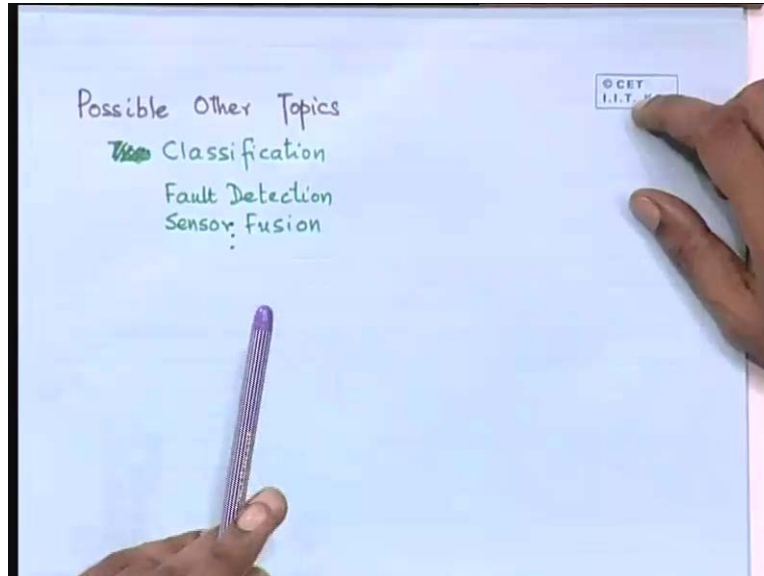 Possible Other Topics
Classification
Fault Detection
Sensor Fusion
© CET
I.I.T.